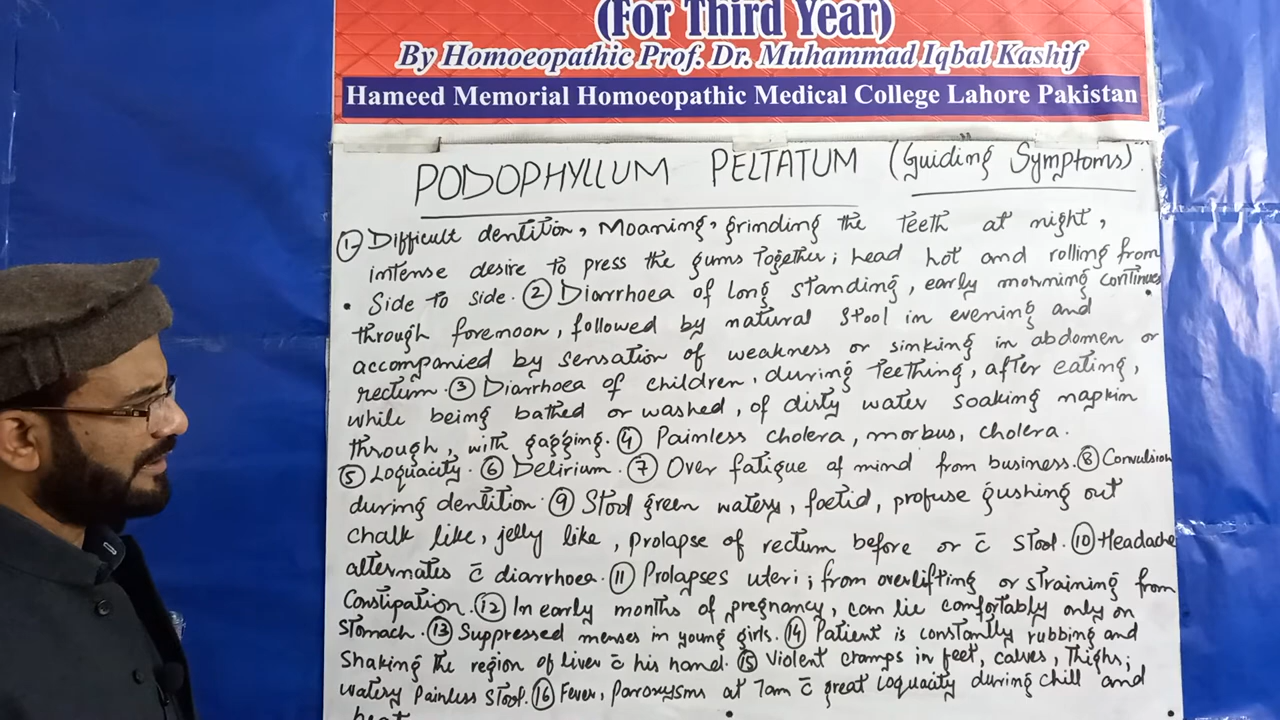 (For Third Year)
By Homoeopathic Prof. Dr. Muhammad Iqbal Kashif
Hameed Memorial Homoeopathic Medical College Lahore Pakistan
PODOPHYLLUM PELTATUM (Guiding Symptoms)
① Difficult dentition, Moaning, grinding the Teeth at night,
intense desire to press the gums together; head hot and rolling from
Side to side. ② Diarrhoea of long standing, early morning continues
through forenoon, followed by natural stool in evening and
accompanied by sensation of weakness or sinking in abdomen or
rectum. ③ Diarrhoea of children, during Teething, after eating,
while being bathed or washed, of dirty water soaking napkin
through, with gagging. ④ Painless cholera, morbus, cholera.
⑤ Loquacity. ⑥ Delirium. ⑦ Over fatigue of mind from business. ⑧ Convulsion
during dentition. ⑨ Stool green watery, foetid, profuse gushing out
chalk like, jelly like, prolapse of rectum before or c̄ stool. ⑩ Headache
alternates c̄ diarrhoea. ⑪ Prolapses uteri; from overlifting or straining from
Constipation. ⑫ In early months of pregnancy, can lie comfortably only on
Stomach. ⑬ Suppressed menses in young girls. ⑭ Patient is constantly rubbing and
Shaking the region of liver c̄ his hand. ⑮ Violent cramps in feet, calves, Thighs;
watery Painless stool. ⑯ Fever, Paroxysms at 7am c̄ great loquacity during chill and
heat